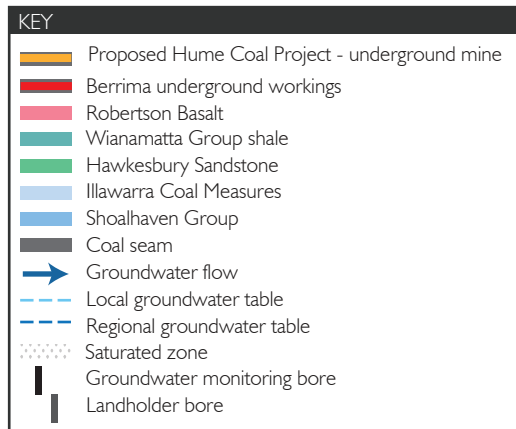 KEY
Proposed Hume Coal Project - underground mine
Berrima underground workings
Robertson Basalt
Wianamatta Group shale
Hawkesbury Sandstone
Illawarra Coal Measures
Shoalhaven Group
Coal seam
Groundwater flow
Local groundwater table
Regional groundwater table
Saturated zone
Groundwater monitoring bore
Landholder bore